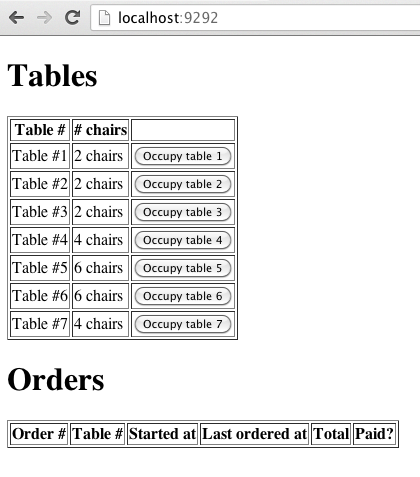 localhost:9292
Tables
Table # # chairs
Table #1 2 chairs Occupy table 1
Table #2 2 chairs Occupy table 2
Table #3 2 chairs Occupy table 3
Table #4 4 chairs Occupy table 4
Table #5 6 chairs Occupy table 5
Table #6 6 chairs Occupy table 6
Table #7 4 chairs Occupy table 7
Orders
Order # Table # Started at Last ordered at Total Paid?